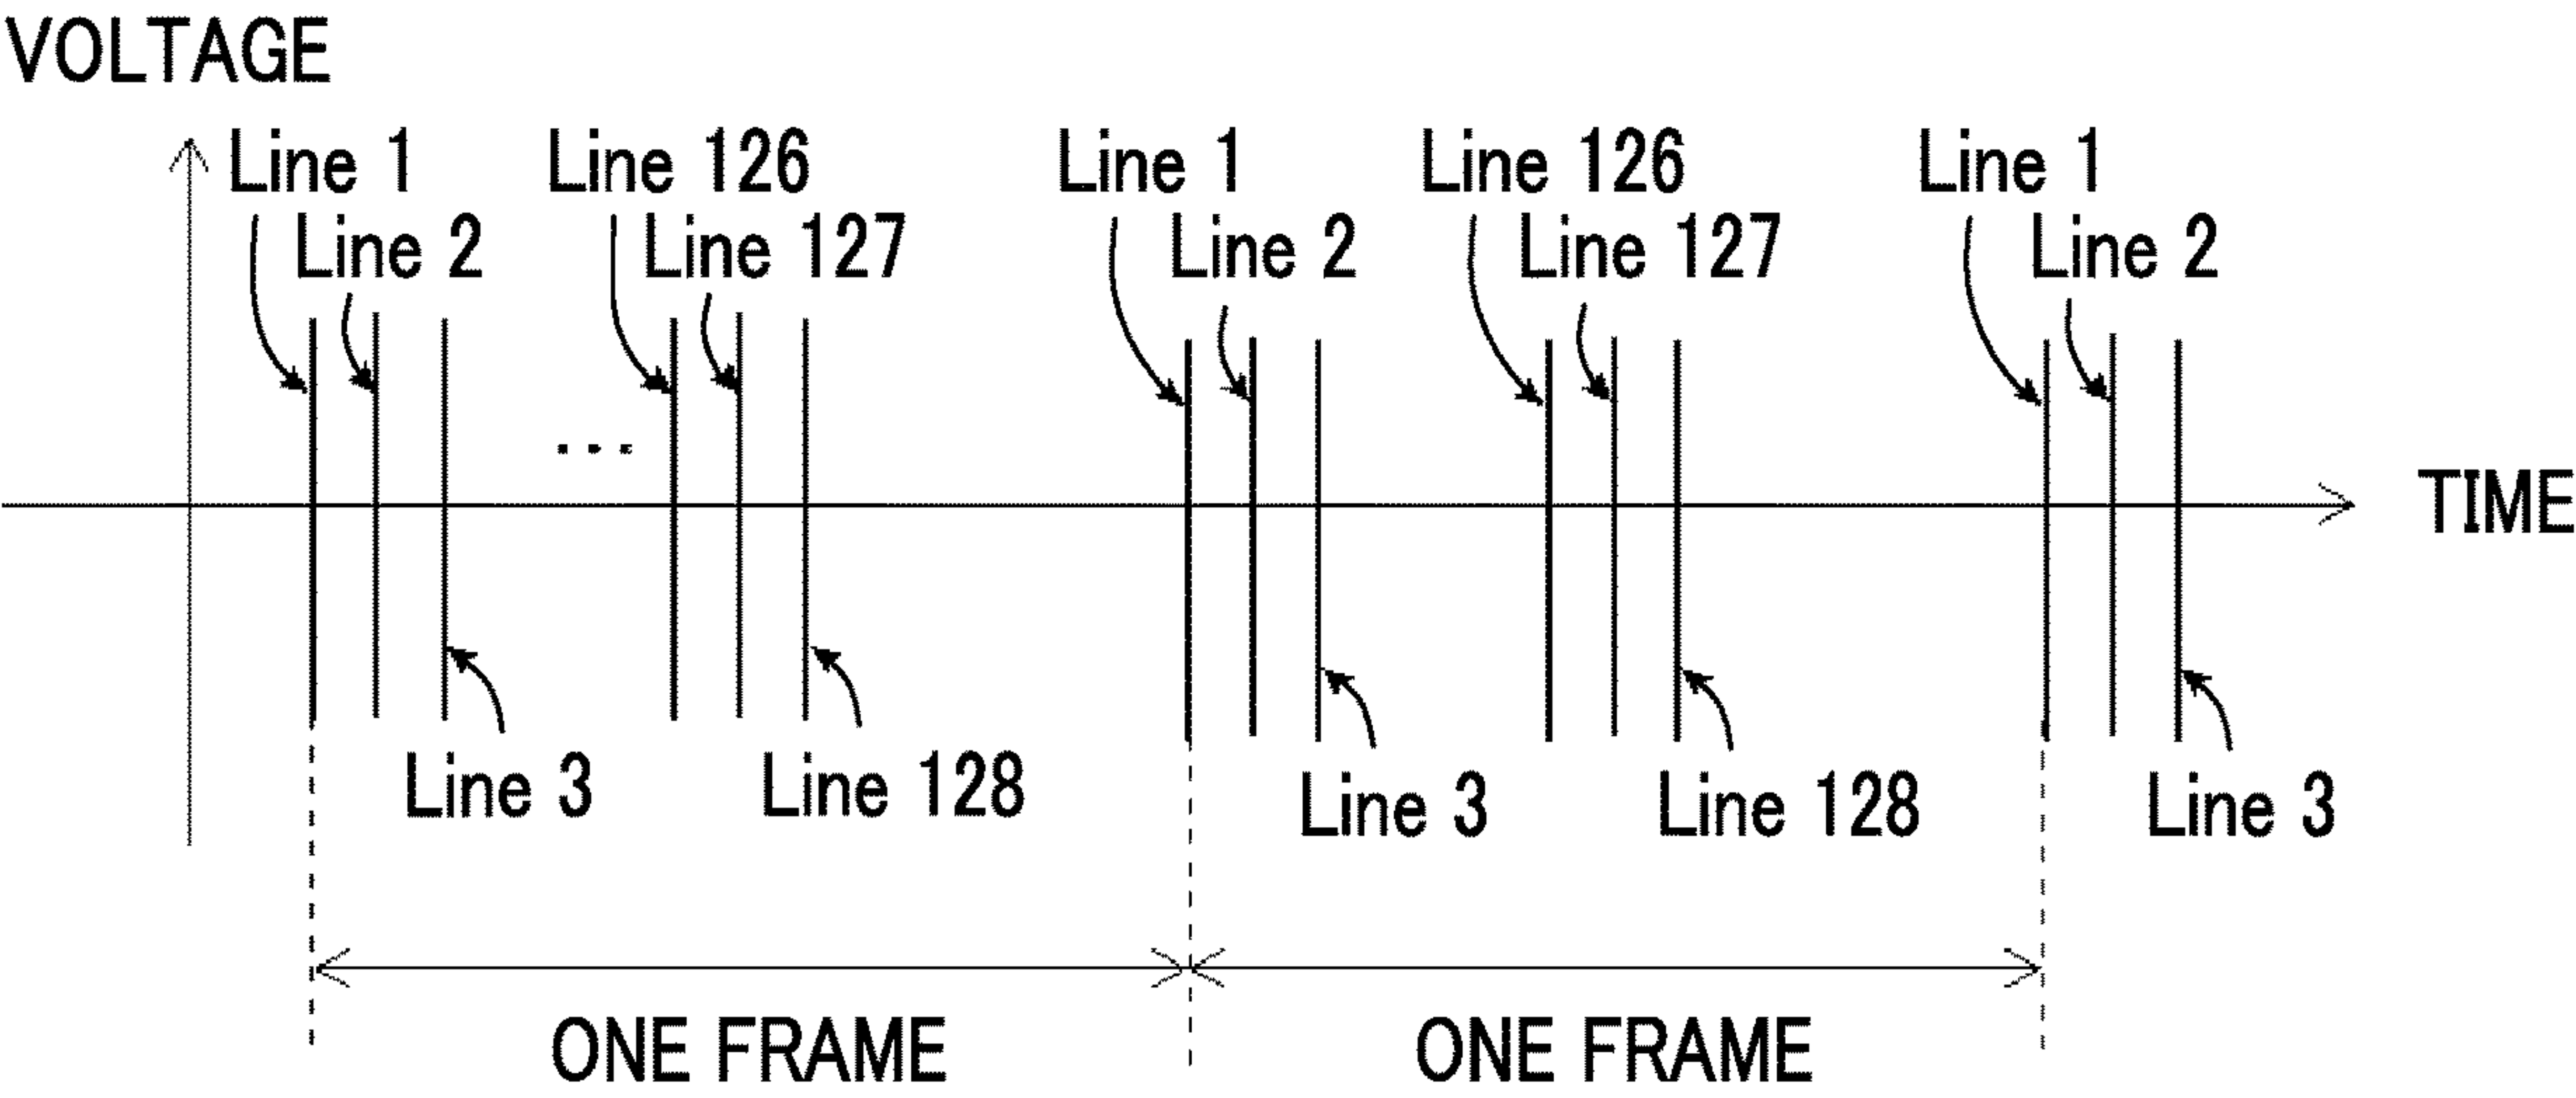 VOLTAGE
Line 1 Line 126 Line 1 Line 126 Line 1
Line 2 Line 127 Line 2 Line 127 Line 2
...
TIME
Line 3 Line 128 Line 3 Line 128 Line 3
ONE FRAME ONE FRAME